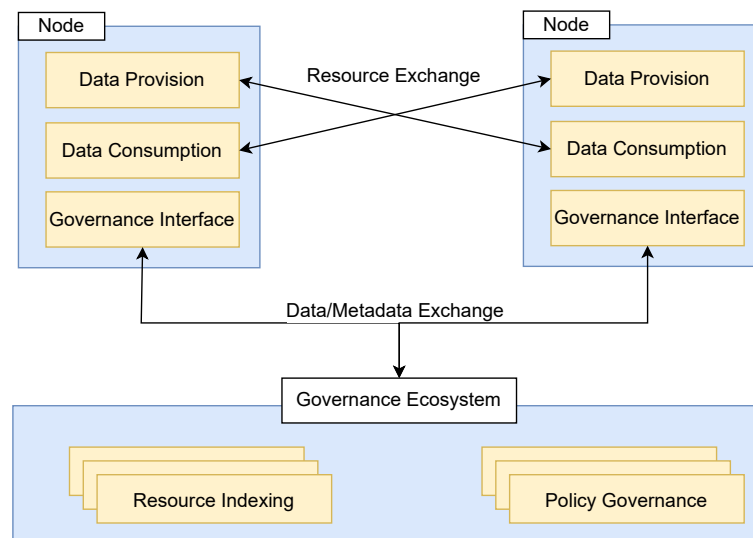 Node
Node
Data Provision
Resource Exchange
Data Provision
Data Consumption
Data Consumption
Governance Interface
Governance Interface
Data/Metadata Exchange
Governance Ecosystem
Resource Indexing
Policy Governance